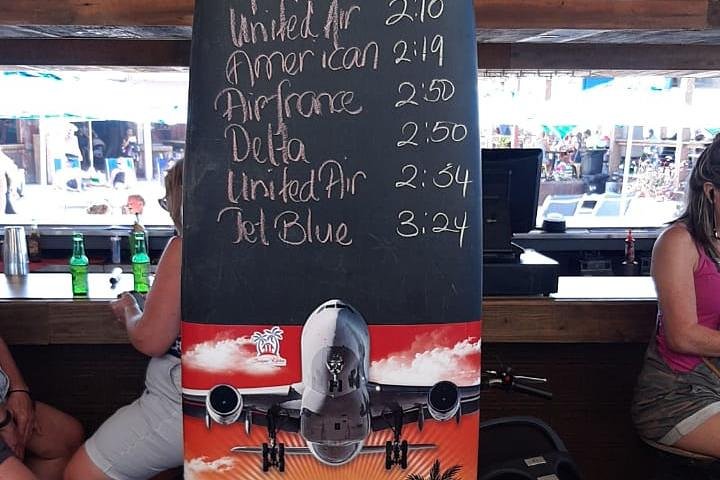 United Air 2:10
American 2:19
Airfrance 2:50
Delta 2:50
United Air 2:54
Jet Blue 3:24